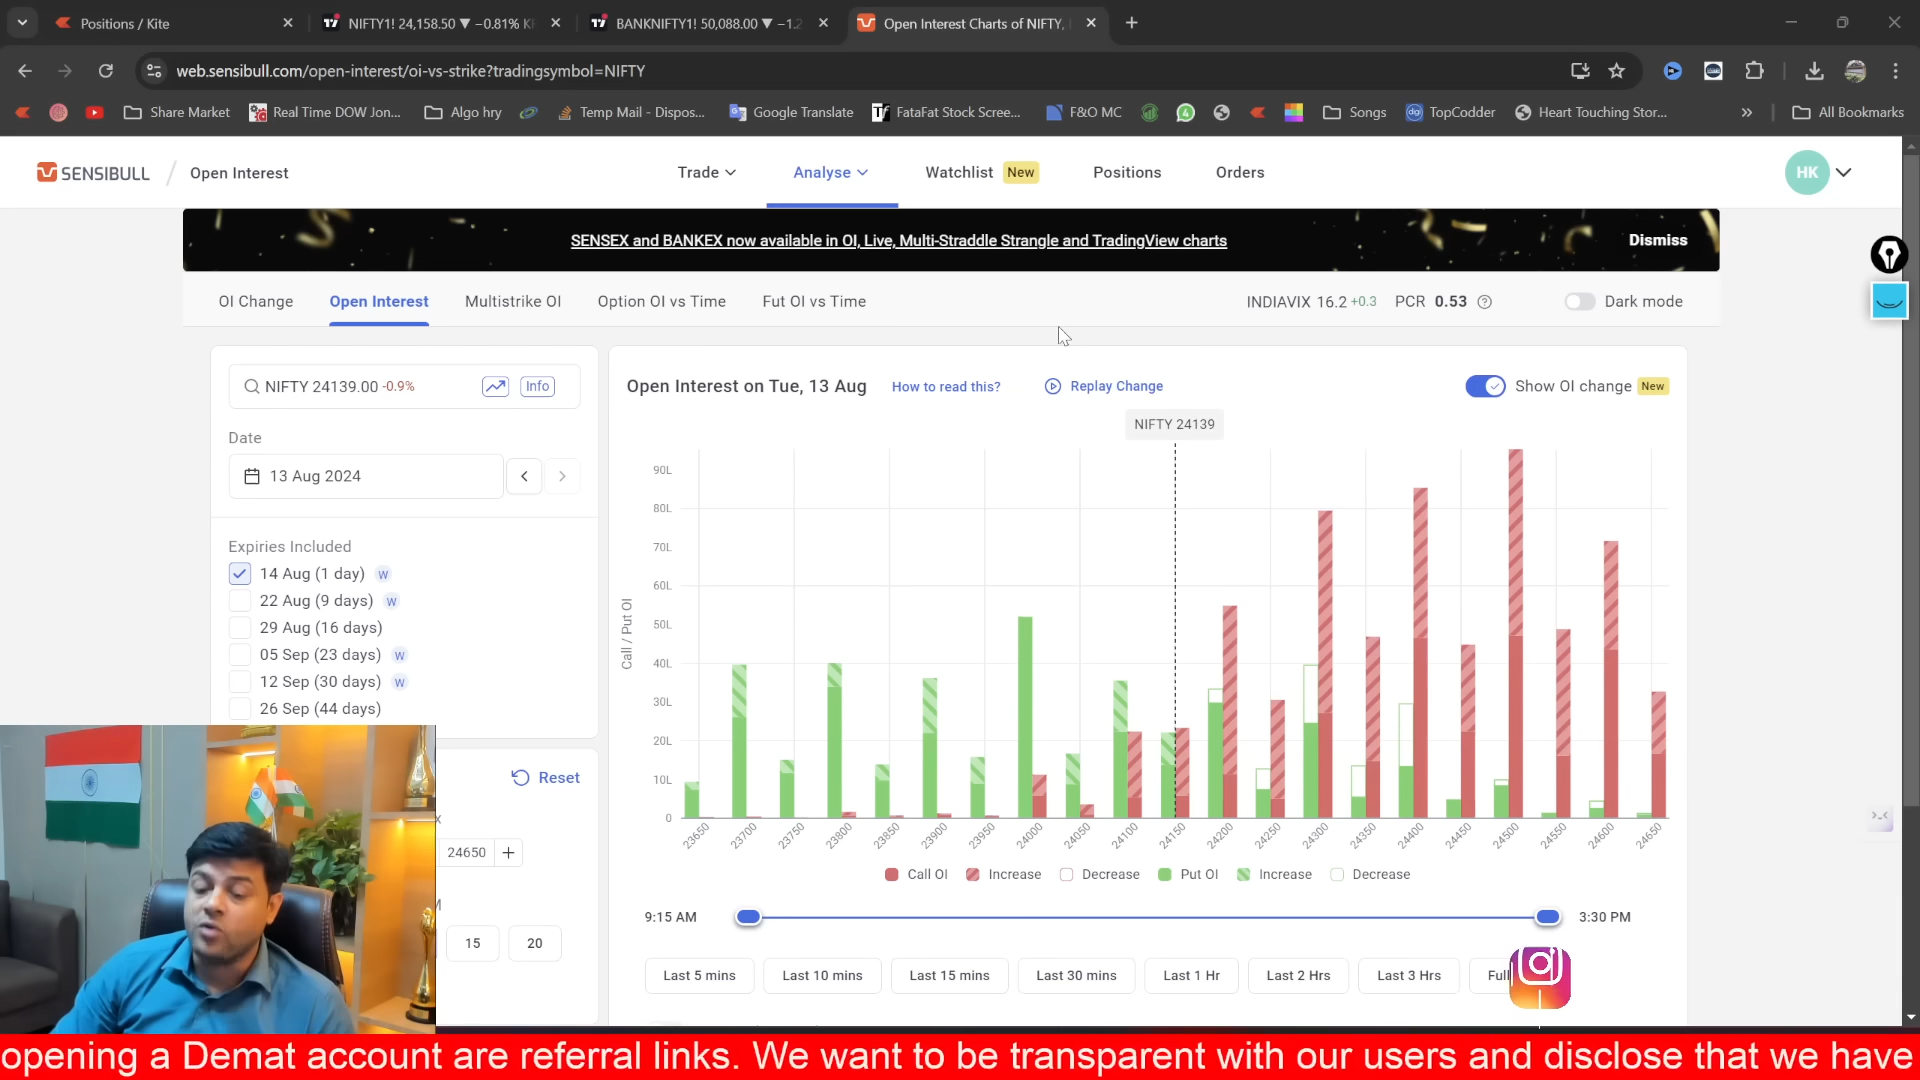 Positions / Kite
NIFTY1! 24,158.50 ▼ −0.81%
BANKNIFTY1! 50,088.00 ▼ −1.2
Open Interest Charts of NIFTY,
web.sensibull.com/open-interest/oi-vs-strike?tradingsymbol=NIFTY
Share Market
Real Time DOW Jon...
Algo hry
Temp Mail - Dispos...
Google Translate
FataFat Stock Scree...
F&O MC
Songs
TopCodder
Heart Touching Stor...
All Bookmarks
SENSIBULL / Open Interest
Trade
Analyse
Watchlist New
Positions
Orders
HK
SENSEX and BANKEX now available in OI, Live, Multi-Straddle Strangle and TradingView charts
Dismiss
OI Change
Open Interest
Multistrike OI
Option OI vs Time
Fut OI vs Time
INDIAVIX 16.2 +0.3
PCR 0.53
Dark mode
NIFTY 24139.00 -0.9%
Info
Date
13 Aug 2024
Expiries Included
14 Aug (1 day) W
22 Aug (9 days) W
29 Aug (16 days)
05 Sep (23 days) W
12 Sep (30 days) W
26 Sep (44 days)
Reset
24650 +
15
20
Open Interest on Tue, 13 Aug
How to read this?
Replay Change
Show OI change New
NIFTY 24139
Call / Put OI
90L
80L
70L
60L
50L
40L
30L
20L
10L
0
23650
23700
23750
23800
23850
23900
23950
24000
24050
24100
24150
24200
24250
24300
24350
24400
24450
24500
24550
24600
24650
Call OI
Increase
Decrease
Put OI
Increase
Decrease
9:15 AM
3:30 PM
Last 5 mins
Last 10 mins
Last 15 mins
Last 30 mins
Last 1 Hr
Last 2 Hrs
Last 3 Hrs
opening a Demat account are referral links. We want to be transparent with our users and disclose that we have